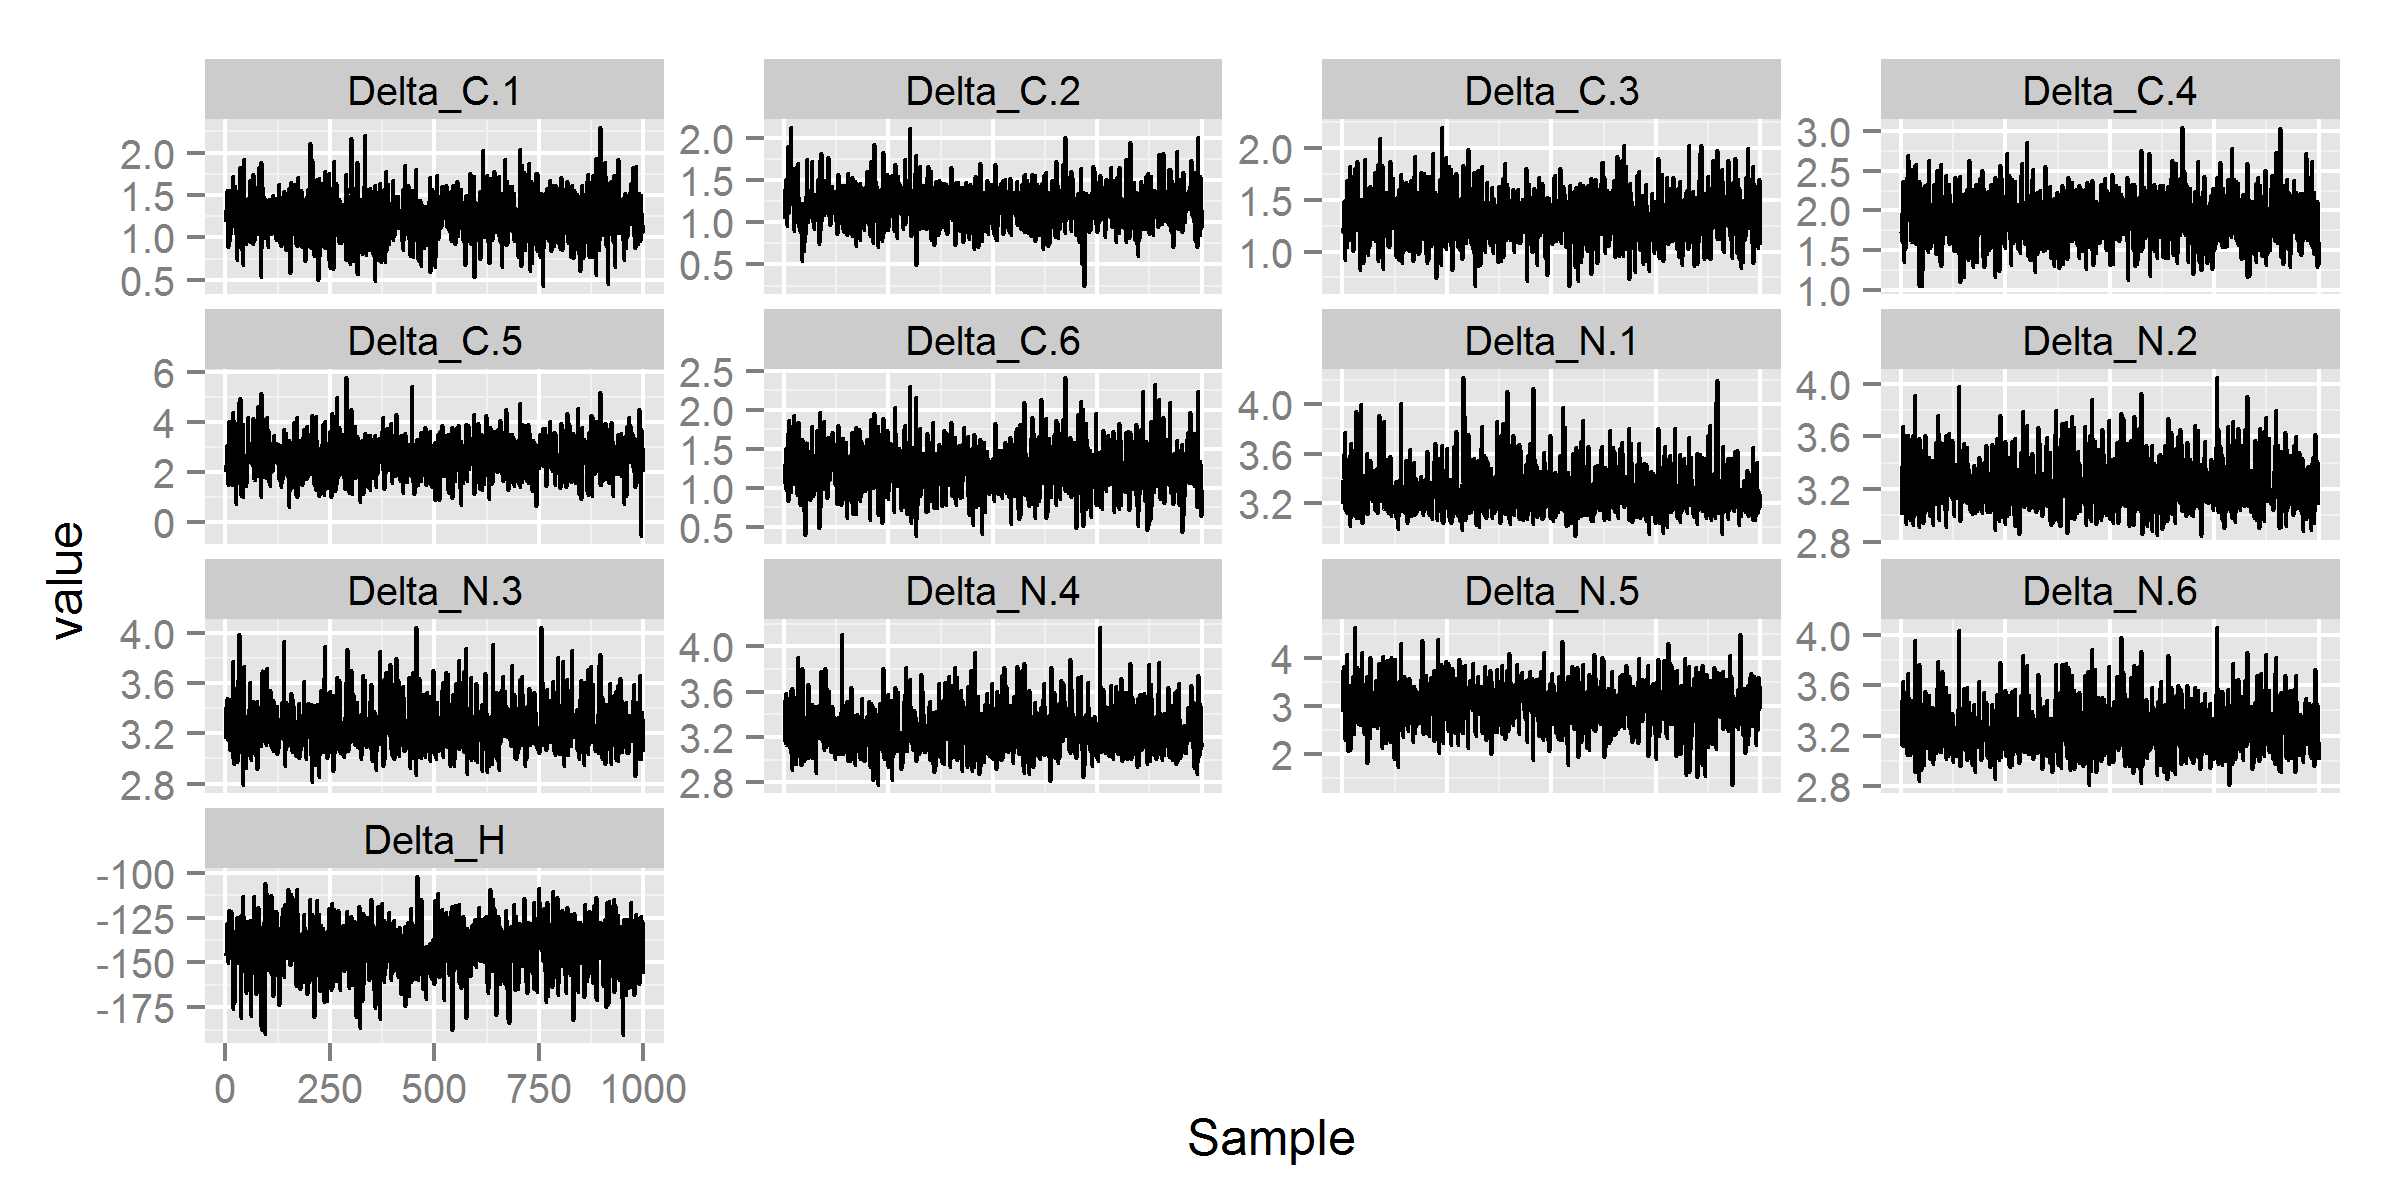 Delta_C.1 Delta_C.2 Delta_C.3 Delta_C.4
2.0 1.5 1.0 0.5
2.0 1.5 1.0 0.5
2.0 1.5 1.0
3.0 2.5 2.0 1.5 1.0
Delta_C.5 Delta_C.6 Delta_N.1 Delta_N.2
6 4 2 0
2.5 2.0 1.5 1.0 0.5
4.0 3.6 3.2
4.0 3.6 3.2 2.8
value
Delta_N.3 Delta_N.4 Delta_N.5 Delta_N.6
4.0 3.6 3.2 2.8
4.0 3.6 3.2 2.8
4 3 2
4.0 3.6 3.2 2.8
Delta_H
-100
-125
-150
-175
0 250 500 750 1000
Sample